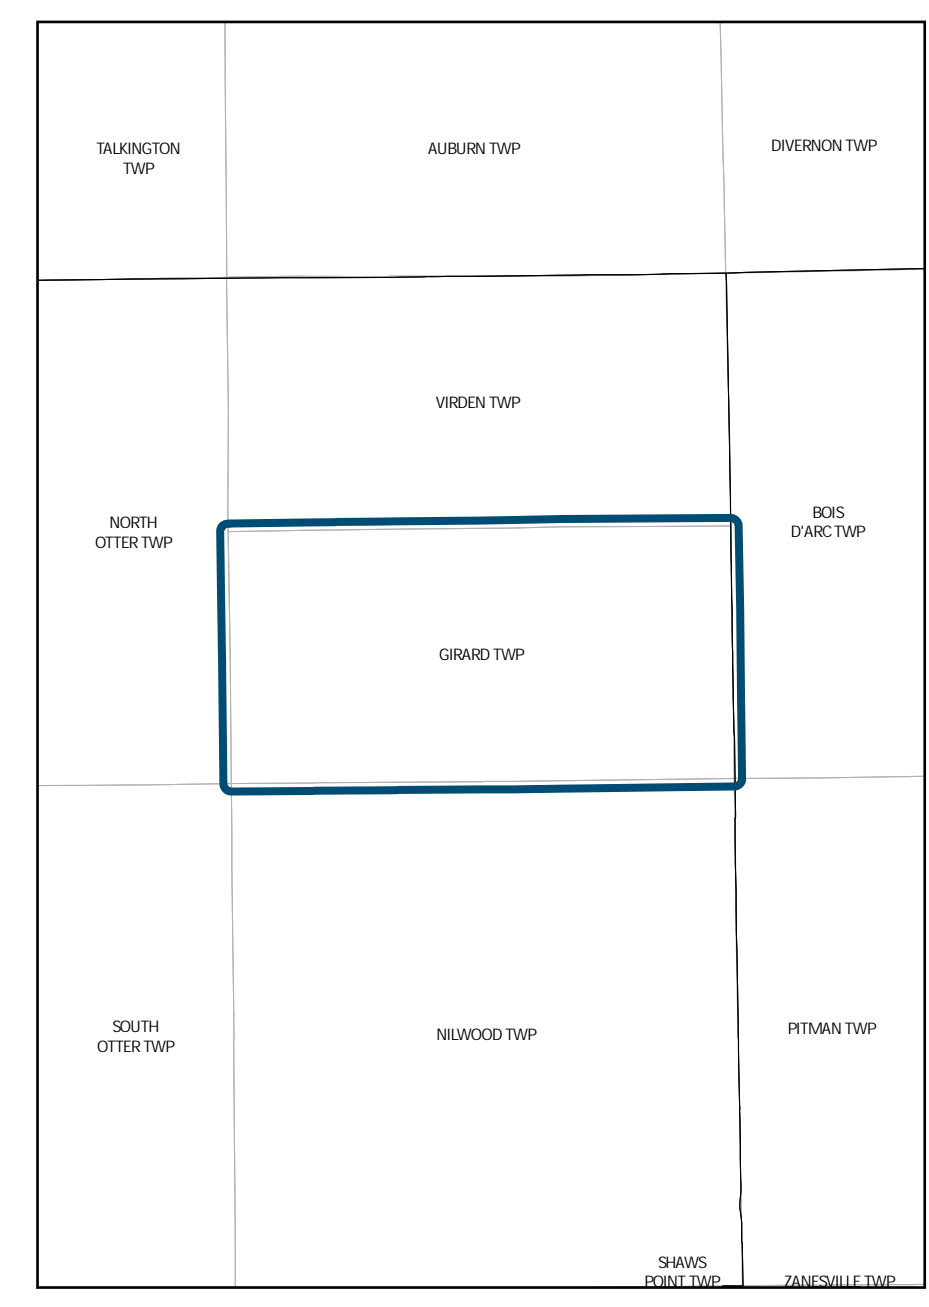 TALKINGTON
TWP
AUBURN TWP
DIVERNON TWP
VIRDEN TWP
NORTH
OTTER TWP
BOIS
D'ARC TWP
GIRARD TWP
SOUTH
OTTER TWP
NILWOOD TWP
PITMAN TWP
SHAWS
POINT TWP
ZANESVILLE TWP